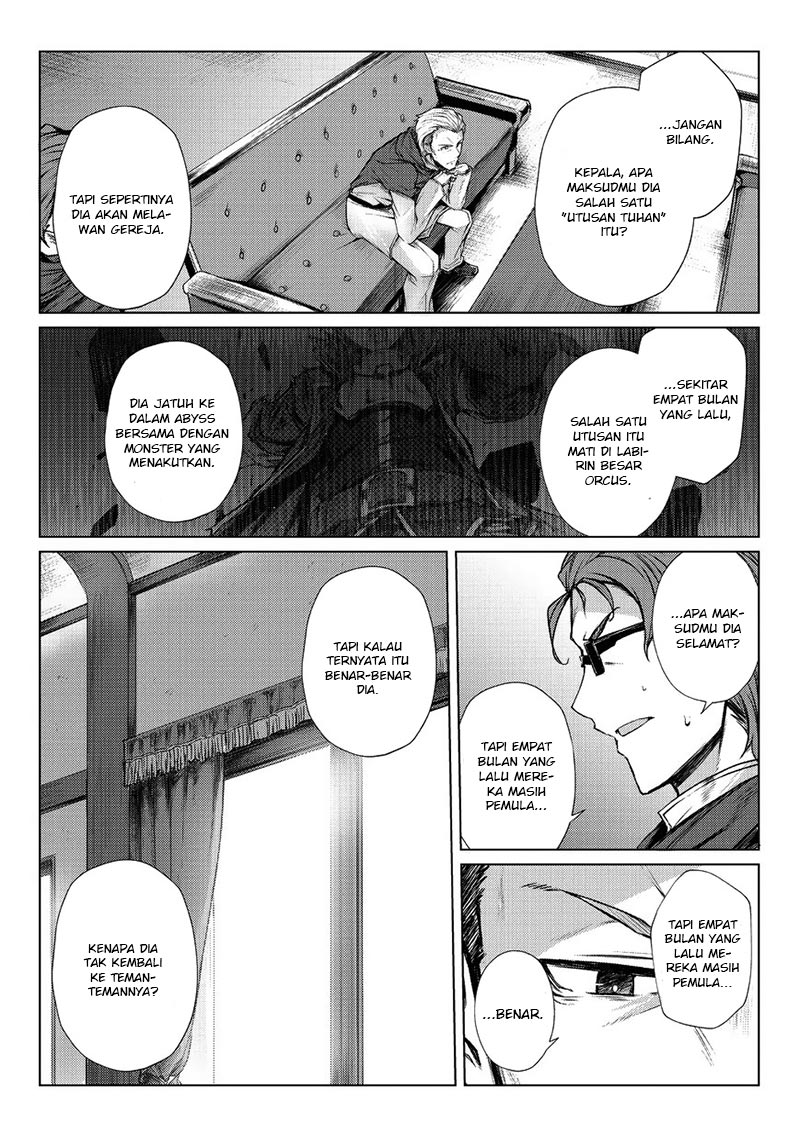 ...JANGAN
BILANG.
KEPALA, APA
MAKSUDMU DIA
SALAH SATU
"UTUSAN TUHAN"
ITU?
TAPI SEPERTINYA
DIA AKAN MELA-
WAN GEREJA.
...SEKITAR
EMPAT BULAN
YANG LALU,
SALAH SATU
UTUSAN ITU
MATI DI LABI-
RIN BESAR
ORCUS.
DIA JATUH KE
DALAM ABYSS
BERSAMA DENGAN
MONSTER YANG
MENAKUTKAN.
...APA MAK-
SUDMU DIA
SELAMAT?
TAPI EMPAT
BULAN YANG
LALU MERE-
KA MASIH
PEMULA...
TAPI KALAU
TERNYATA ITU
BENAR-BENAR
DIA.
KENAPA DIA
TAK KEMBALI
KE TEMAN-
TEMANNYA?
TAPI EMPAT
BULAN YANG
LALU ME-
REKA MASIH
PEMULA...
...BENAR.